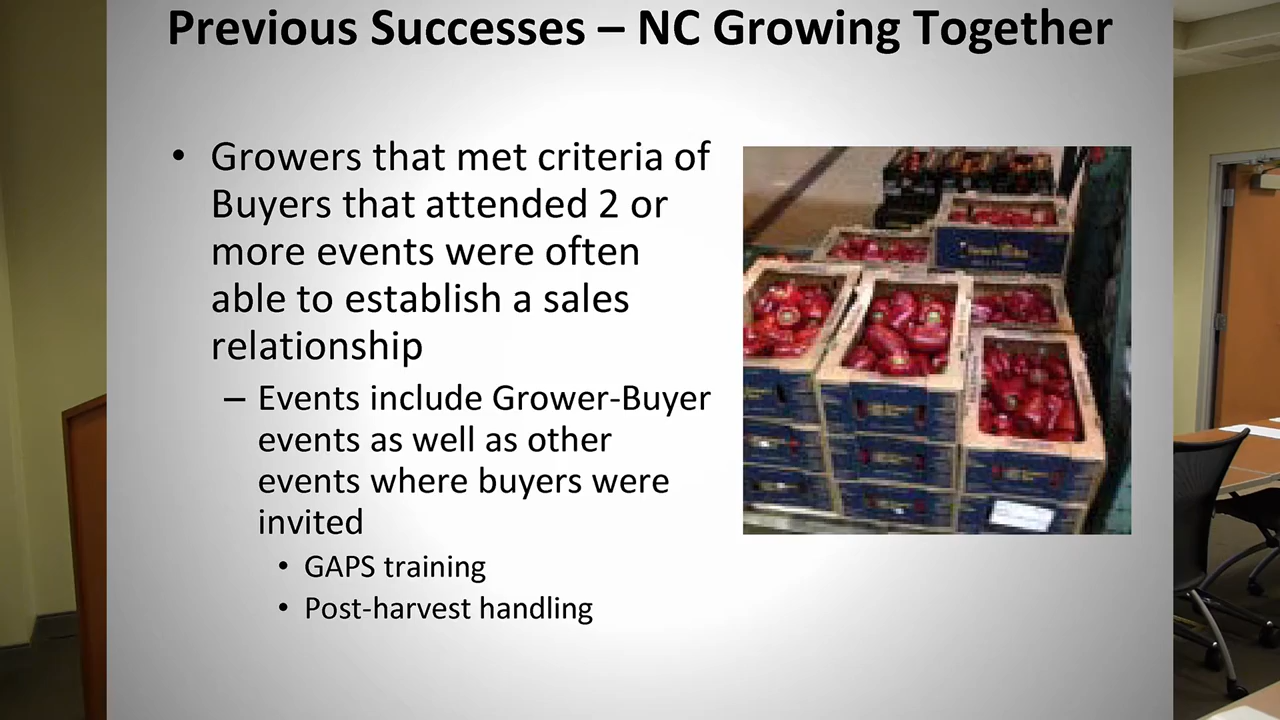 Previous Successes – NC Growing Together
• Growers that met criteria of
Buyers that attended 2 or
more events were often
able to establish a sales
relationship
– Events include Grower-Buyer
events as well as other
events where buyers were
invited
• GAPS training
• Post-harvest handling